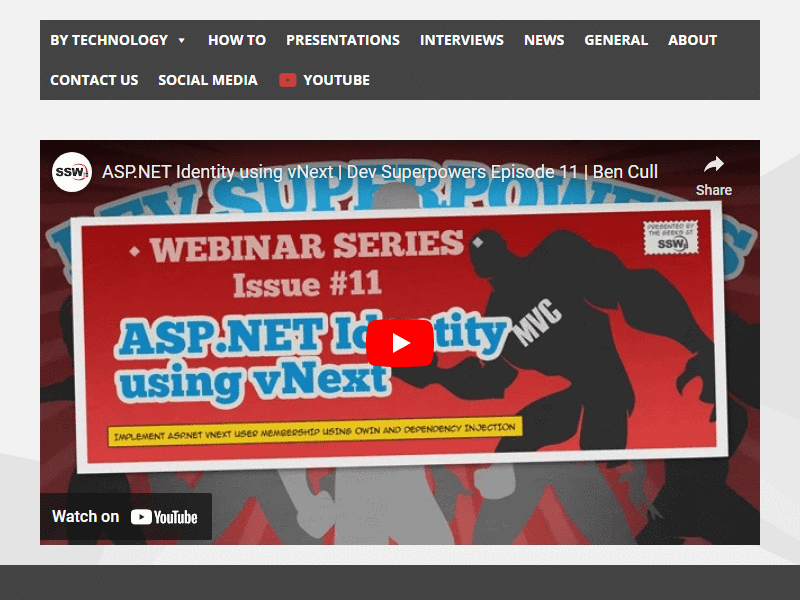 BY TECHNOLOGY HOW TO PRESENTATIONS INTERVIEWS NEWS GENERAL ABOUT
CONTACT US SOCIAL MEDIA YOUTUBE
SSW ASP.NET Identity using vNext | Dev Superpowers Episode 11 | Ben Cull
Share
DEV SUPERPOWERS
WEBINAR SERIES
Issue #11
PRESENTED BY
THE GEEKS AT
SSW
MVC
ASP.NET Identity
using vNext
IMPLEMENT ASP.NET VNEXT USER MEMBERSHIP USING OWIN AND DEPENDENCY INJECTION
Watch on YouTube